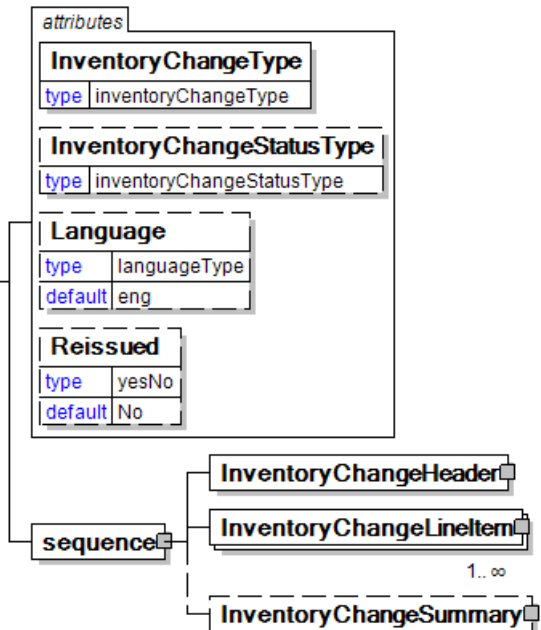 attributes
InventoryChangeType
type inventoryChangeType
InventoryChangeStatusType
type inventoryChangeStatusType
Language
type languageType
default eng
Reissued
type yesNo
default No
InventoryChangeHeader
InventoryChangeLineItem
sequence
1..∞
InventoryChangeSummary